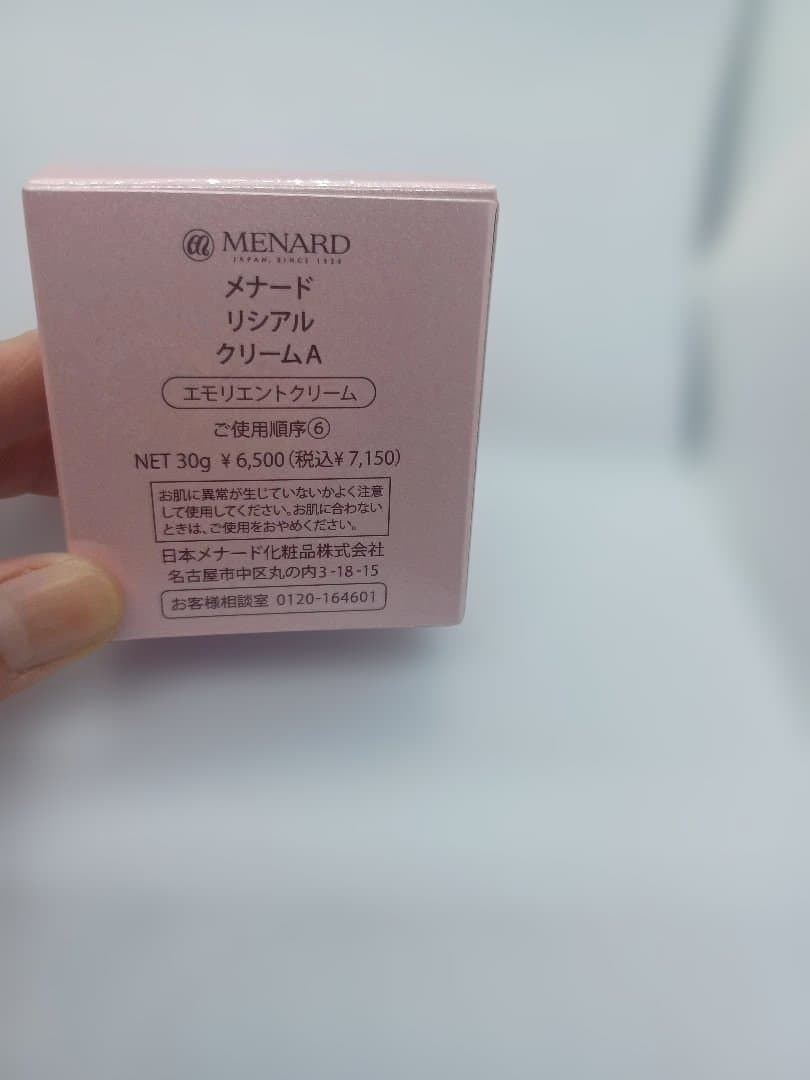 MENARD
JAPAN, SINCE 1959
メナード
リシアル
クリームA
エモリエントクリーム
ご使用順序⑥
NET 30g ¥6,500(税込¥7,150)
お肌に異常が生じていないかよく注意
して使用してください。お肌に合わない
ときは、ご使用をおやめください。
日本メナード化粧品株式会社
名古屋市中区丸の内3-18-15
お客様相談室 0120-164601